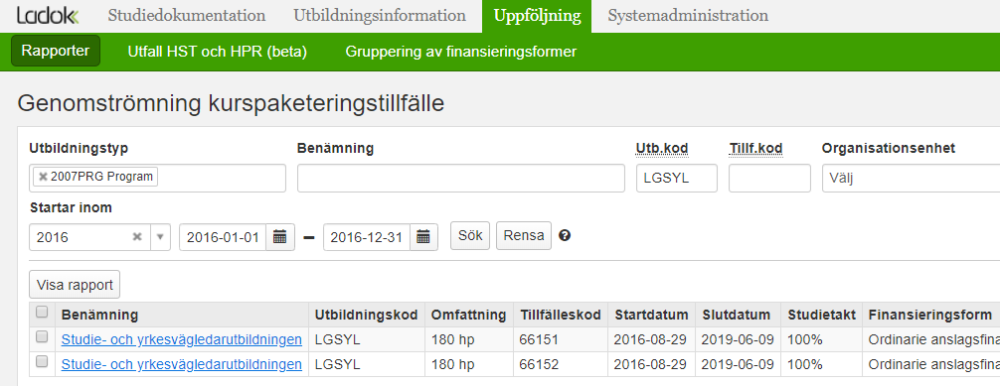 Ladok Studiedokumentation Utbildningsinformation Uppföljning Systemadministration
Rapporter Utfall HST och HPR (beta) Gruppering av finansieringsformer
Genomströmning kurspaketeringstillfälle
Utbildningstyp Benämning Utb.kod Tillf.kod Organisationsenhet
2007PRG Program LGSYL Välj
Startar inom
2016 2016-01-01 – 2016-12-31 Sök Rensa
Visa rapport
Benämning Utbildningskod Omfattning Tillfälleskod Startdatum Slutdatum Studietakt Finansieringsform
Studie- och yrkesvägledarutbildningen LGSYL 180 hp 66151 2016-08-29 2019-06-09 100% Ordinarie anslagsfina
Studie- och yrkesvägledarutbildningen LGSYL 180 hp 66152 2016-08-29 2019-06-09 100% Ordinarie anslagsfina